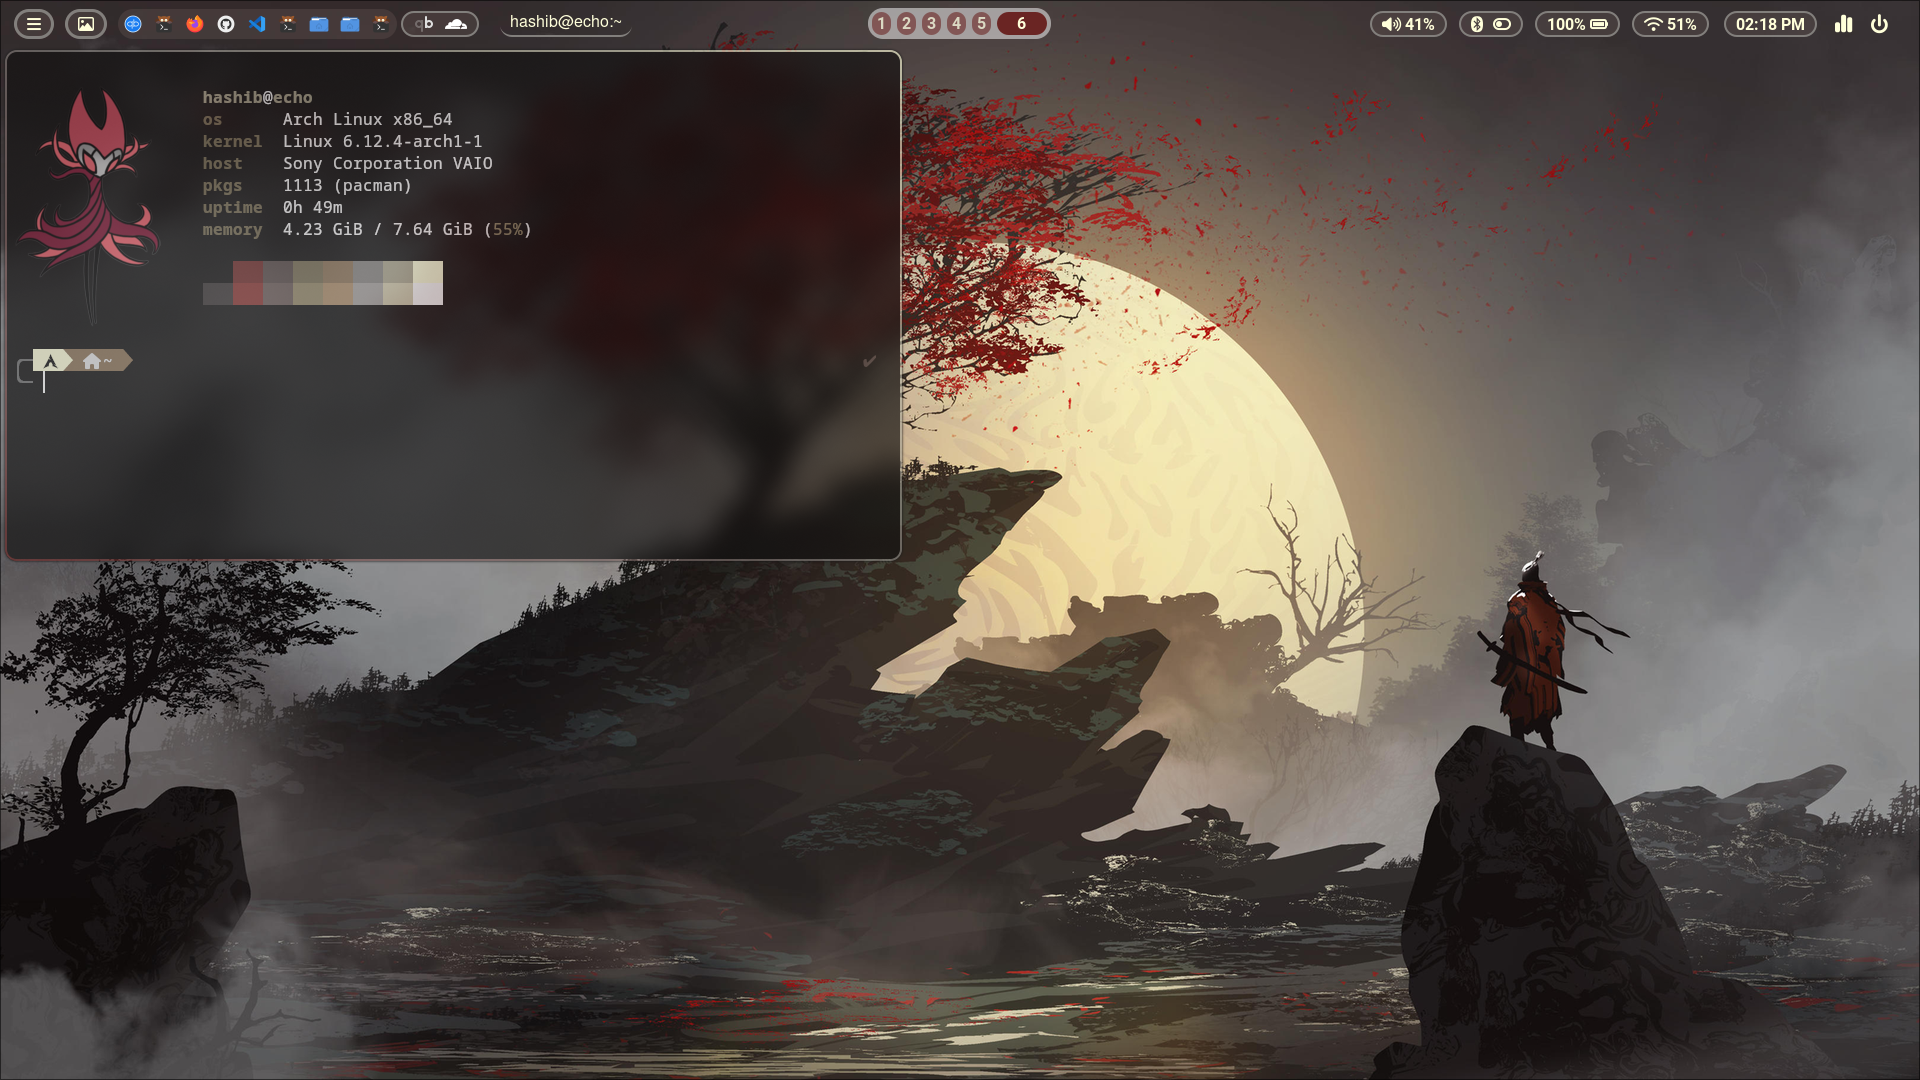 qb
hashib@echo:~
1 2 3 4 5 6
41%
100%
51%
02:18 PM
hashib@echo
os Arch Linux x86_64
kernel Linux 6.12.4-arch1-1
host Sony Corporation VAIO
pkgs 1113 (pacman)
uptime 0h 49m
memory 4.23 GiB / 7.64 GiB (55%)
~